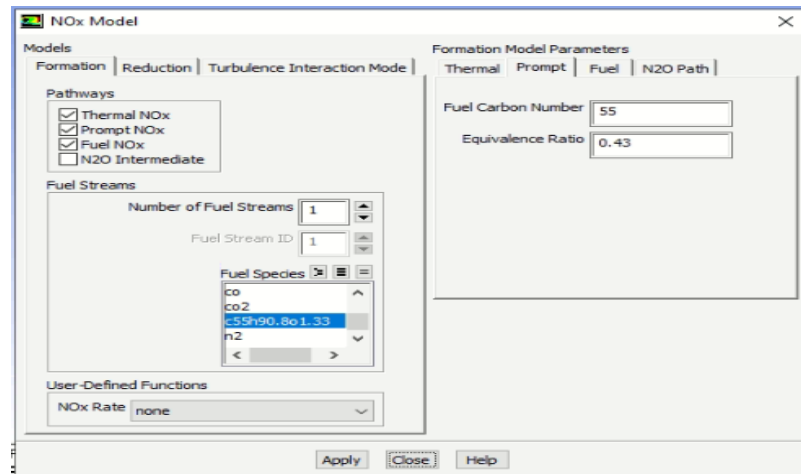 NOx Model
Models
Formation Reduction Turbulence Interaction Mode
Pathways
Thermal NOx
Prompt NOx
Fuel NOx
N2O Intermediate
Fuel Streams
Number of Fuel Streams 1
Fuel Stream ID 1
Fuel Species
co
co2
c55h90.8o1.33
n2
User-Defined Functions
NOx Rate none
Formation Model Parameters
Thermal Prompt Fuel N2O Path
Fuel Carbon Number 55
Equivalence Ratio 0.43
Apply Close Help